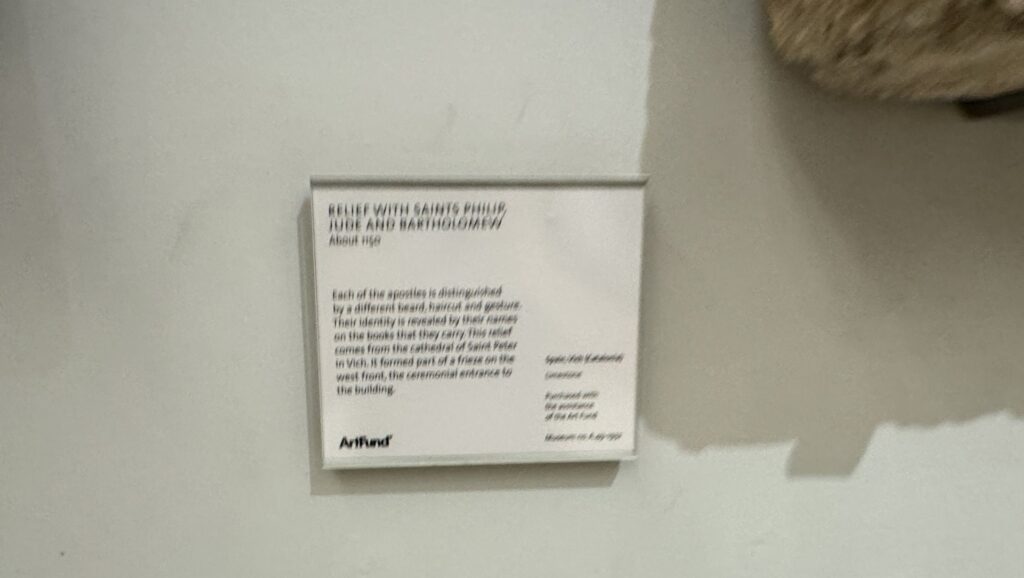 RELIEF WITH SAINTS PHILIP,
JUDE AND BARTHOLOMEW
About 1150
Each of the apostles is distinguished
by a different beard, haircut and gesture.
Their identity is revealed by their names
on the books that they carry. This relief
comes from the cathedral of Saint Peter
in Vich. It formed part of a frieze on the
west front, the ceremonial entrance to
the building.
Spain, Vich (Catalonia)
Limestone
Purchased with
the assistance
of the Art Fund
Museum no.
ArtFund